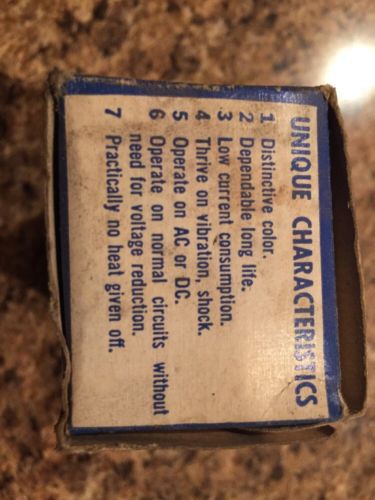 UNIQUE CHARACTERISTICS
1 Distinctive color.
2 Dependable long life.
3 Low current consumption.
4 Thrive on vibration, shock.
5 Operate on AC or DC.
6 Operate on normal circuits without
need for voltage reduction.
7 Practically no heat given off.